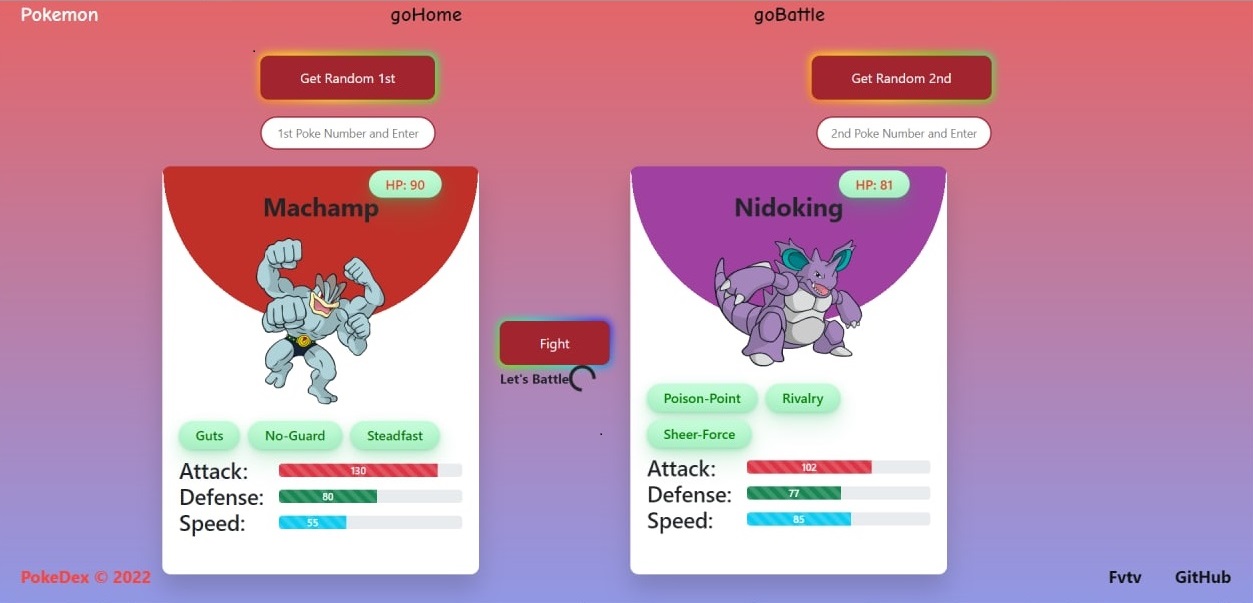 Pokemon goHome goBattle
Get Random 1st Get Random 2nd
1st Poke Number and Enter 2nd Poke Number and Enter
HP: 90
Machamp
Guts No-Guard Steadfast
Attack: 130
Defense: 80
Speed: 55
Fight
Let's Battle
HP: 81
Nidoking
Poison-Point Rivalry
Sheer-Force
Attack: 102
Defense: 77
Speed: 85
PokeDex © 2022 Fvtv GitHub